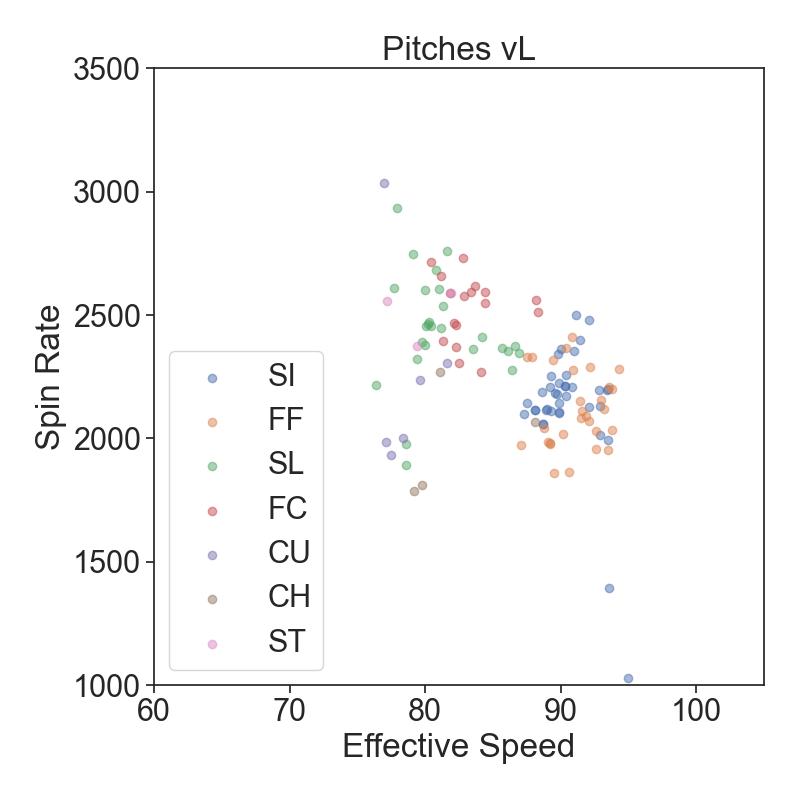 Pitches vL
3500
3000
2500
2000
1500
1000
Spin Rate
SI
FF
SL
FC
CU
CH
ST
60 70 80 90 100
Effective Speed